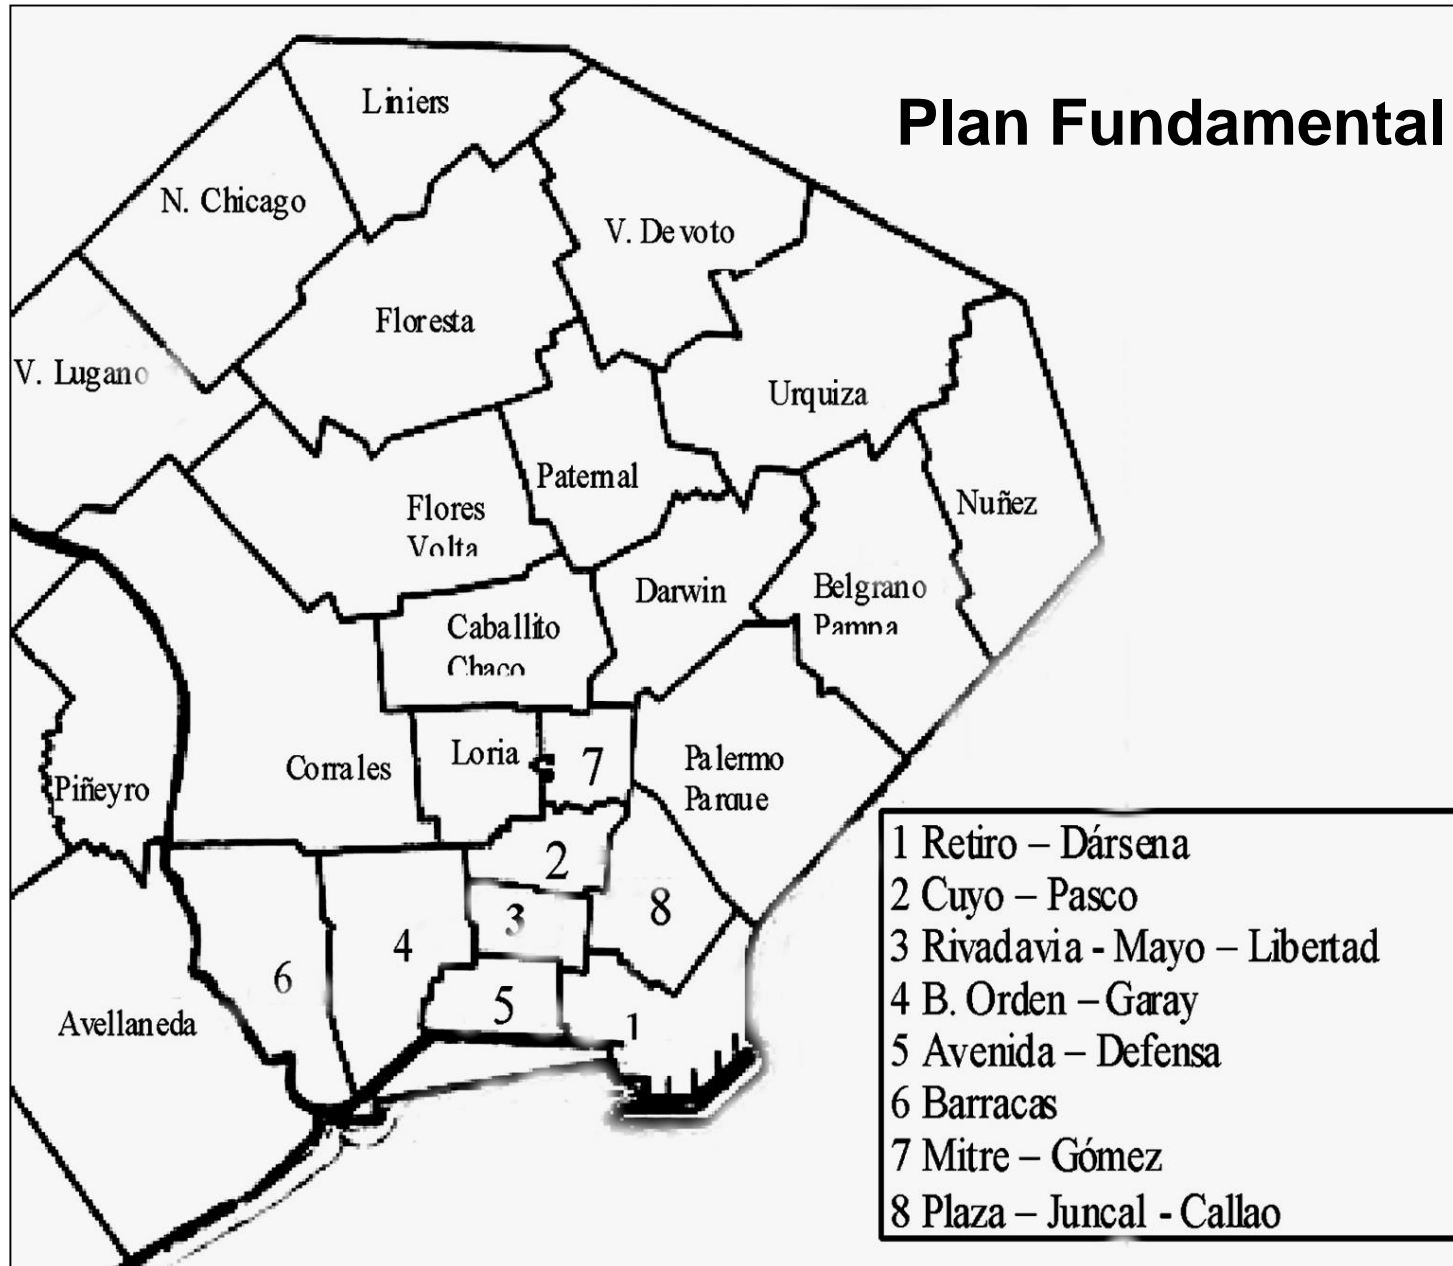 Plan Fundamental
Liniers
N. Chicago
V. Devoto
Floresta
V. Lugano
Urquiza
Paternal
Flores
Volta
Nuñez
Darwin
Belgrano
Pampa
Caballito
Chaco
Corrales
Loria
7
Palermo
Parque
Piñeyro
2
8
3
4
6
5
Avellaneda
1
1 Retiro – Dársena
2 Cuyo – Pasco
3 Rivadavia - Mayo – Libertad
4 B. Orden – Garay
5 Avenida – Defensa
6 Barracas
7 Mitre – Gómez
8 Plaza – Juncal - Callao